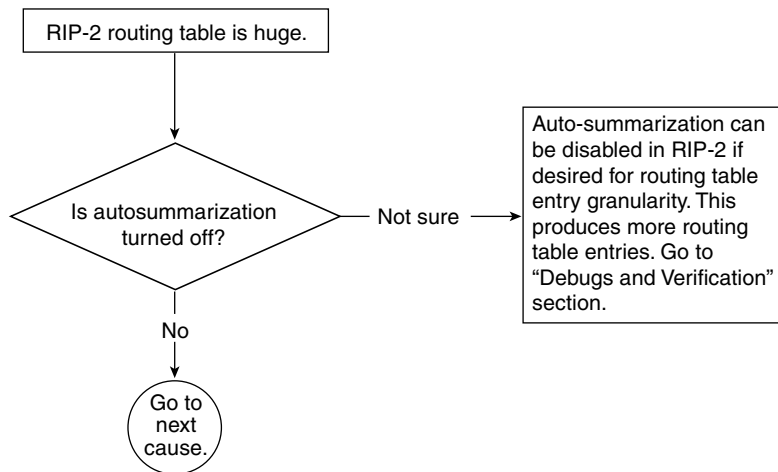 RIP-2 routing table is huge.
Is autosummarization
turned off?
Not sure
Auto-summarization can
be disabled in RIP-2 if
desired for routing table
entry granularity. This
produces more routing
table entries. Go to
“Debugs and Verification”
section.
No
Go to
next
cause.